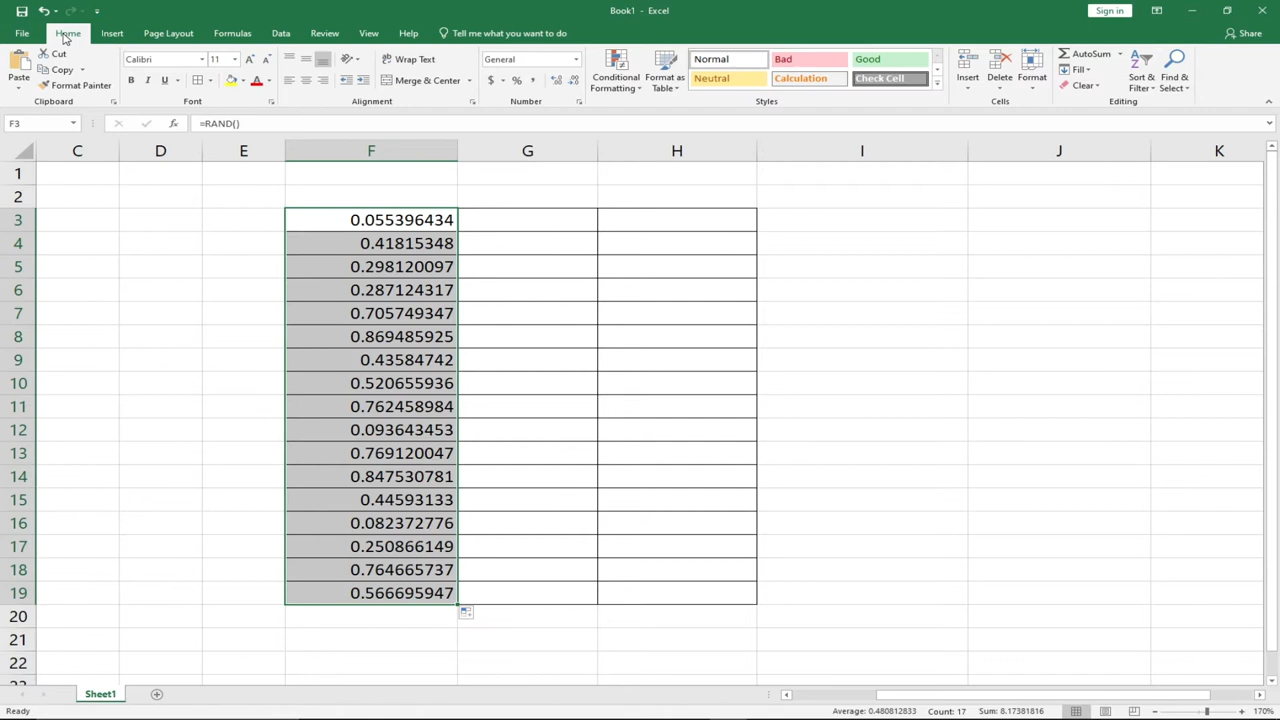 Book1 - Excel
Sign in
File Home Insert Page Layout Formulas Data Review View Help Tell me what you want to do Share
Paste
Cut
Copy
Format Painter
Clipboard
Calibri 11
B I U
Font
Wrap Text
Merge & Center
Alignment
General
$ % ,
Number
Conditional Formatting
Format as Table
Normal Bad Good
Neutral Calculation Check Cell
Styles
Insert Delete Format
Cells
AutoSum
Fill
Clear
Sort & Filter
Find & Select
Editing
F3 fx =RAND()
C D E F G H I J K
1
2
3 0.055396434
4 0.41815348
5 0.298120097
6 0.287124317
7 0.705749347
8 0.869485925
9 0.43584742
10 0.520655936
11 0.762458984
12 0.093643453
13 0.769120047
14 0.847530781
15 0.44593133
16 0.082372776
17 0.250866149
18 0.764665737
19 0.566695947
20
21
22
23
Sheet1
Ready Average: 0.480812833 Count: 17 Sum: 8.17381816 170%